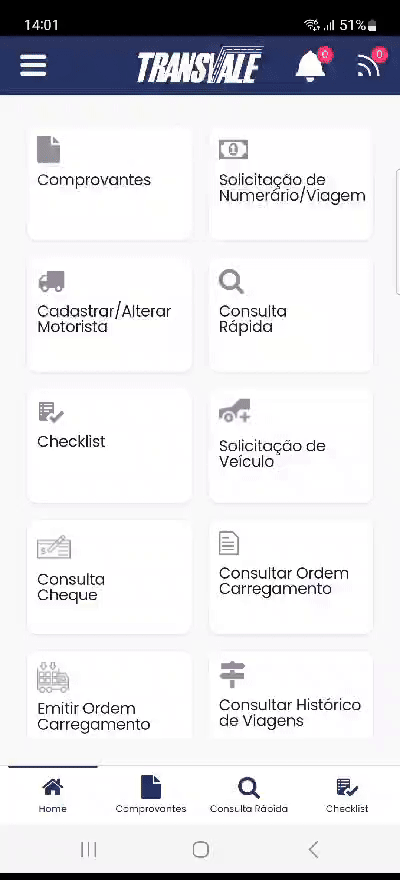 14:01
51%
TRANSVALE
0
0
Comprovantes
Solicitação de
Numerário/Viagem
Cadastrar/Alterar
Motorista
Consulta
Rápida
Checklist
Solicitação de
Veículo
Consulta
Cheque
Consultar Ordem
Carregamento
Emitir Ordem
Carregamento
Consultar Histórico
de Viagens
Home
Comprovantes
Consulta Rápida
Checklist